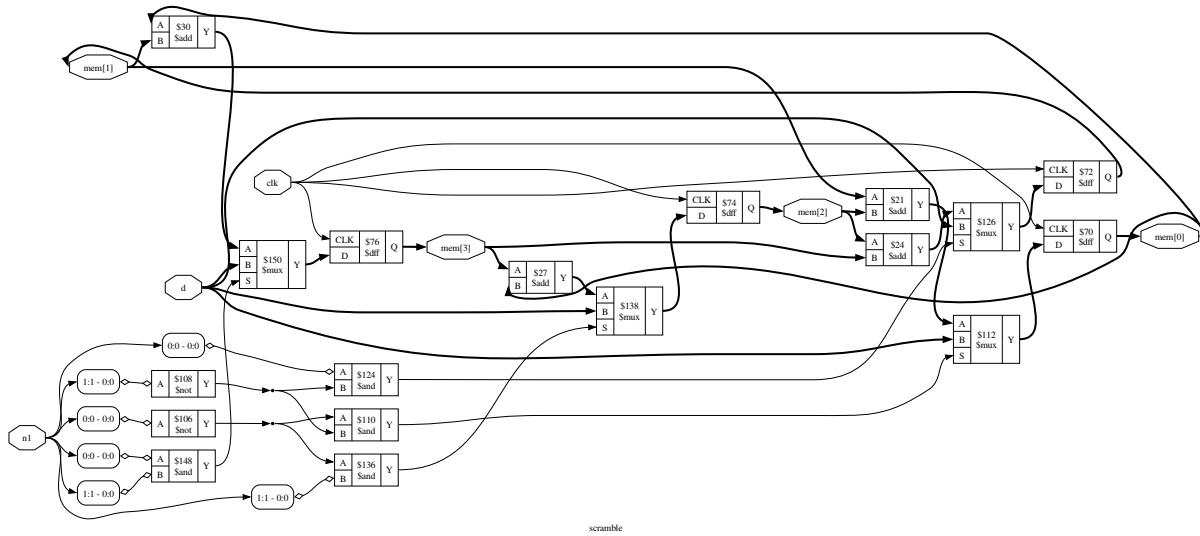 A $30 Y
B $add
mem[1]
clk
CLK $72 Q
D $dff
CLK $74 Q
D $dff
mem[2]
A $21 Y
B $add
A $126 Y
B $mux
S
CLK $70 Q
D $dff
mem[0]
A $24 Y
B $add
A $150 Y
B $mux
S
CLK $76 Q
D $dff
mem[3]
A $27 Y
B $add
d
A $138 Y
B $mux
S
A $112 Y
B $mux
S
0:0 - 0:0
1:1 - 0:0
A $108 Y
$not
A $124 Y
B $and
0:0 - 0:0
A $106 Y
$not
A $110 Y
B $and
n1
0:0 - 0:0
A $148 Y
B $and
A $136 Y
B $and
1:1 - 0:0
1:1 - 0:0
scramble